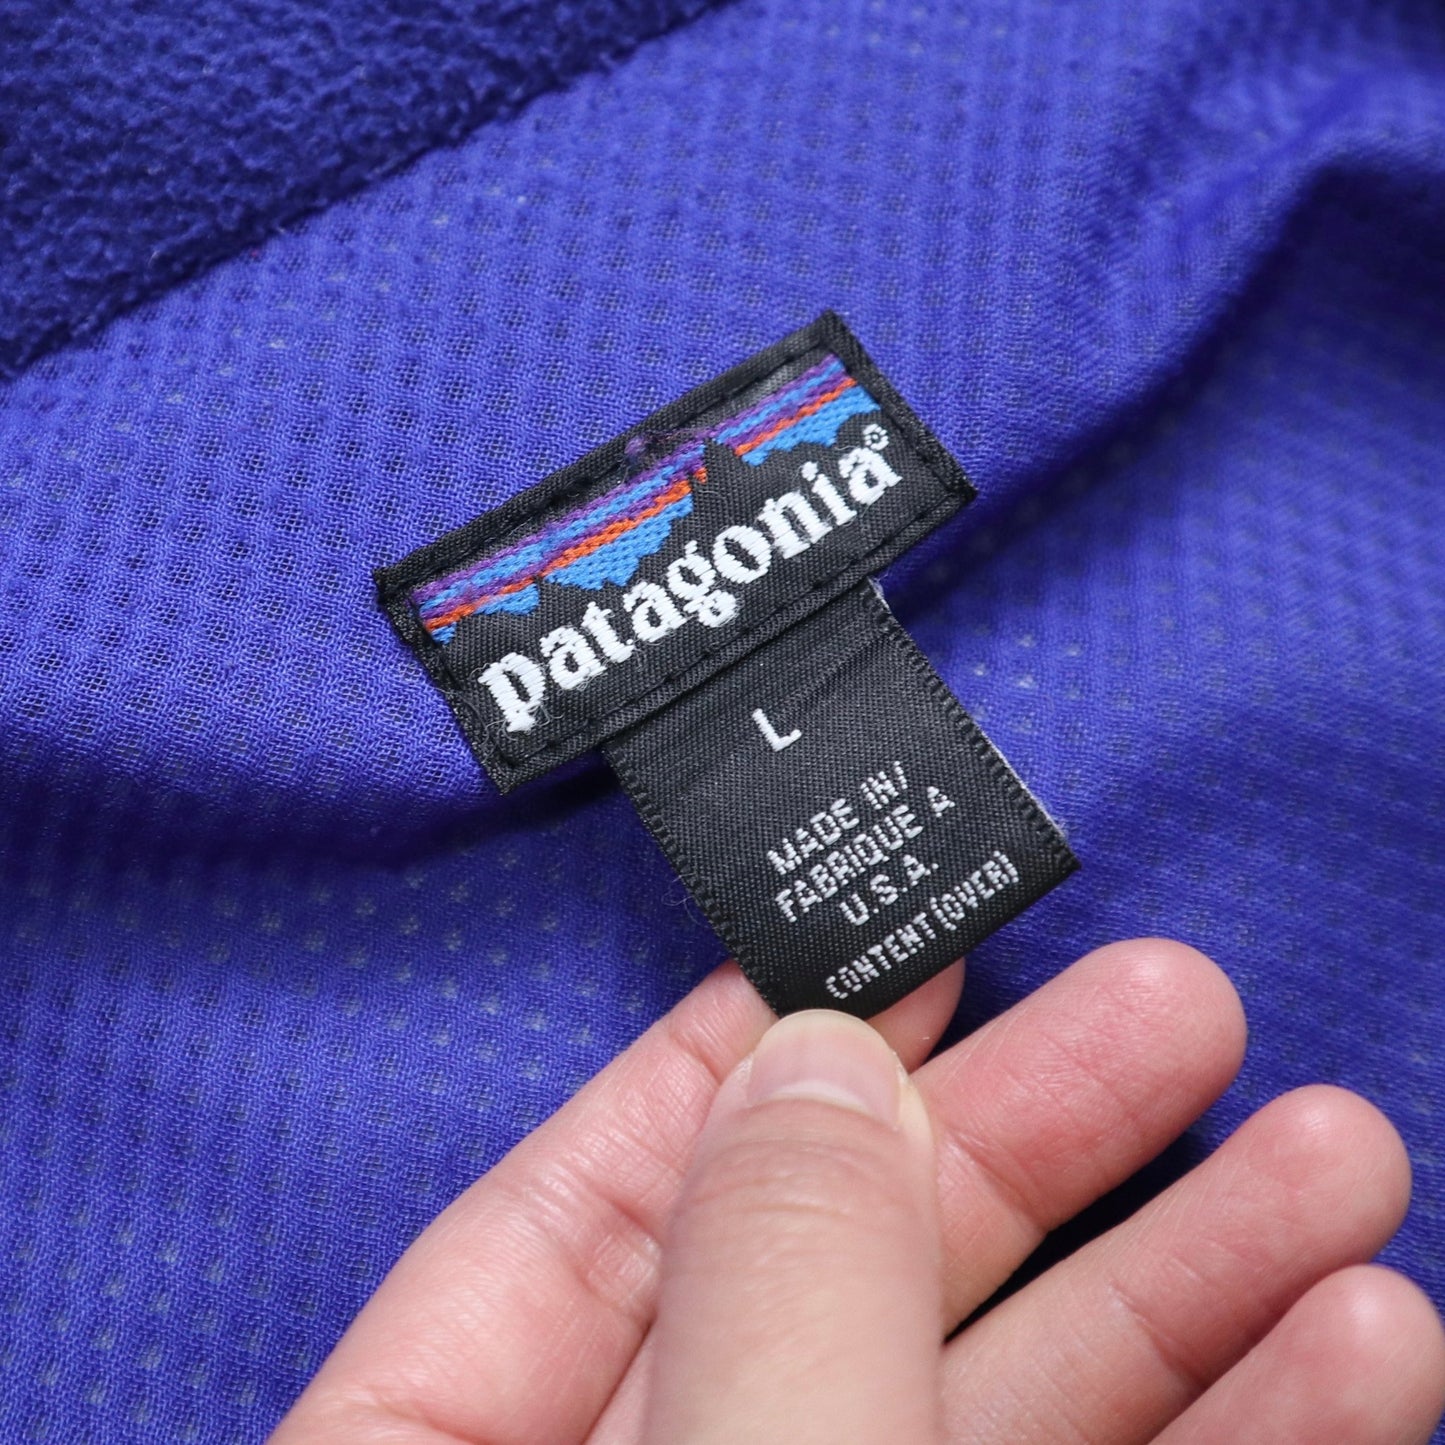 patagonia®
L
MADE IN/
FABRIQUE A
U.S.A.
CONTENT (OVER)